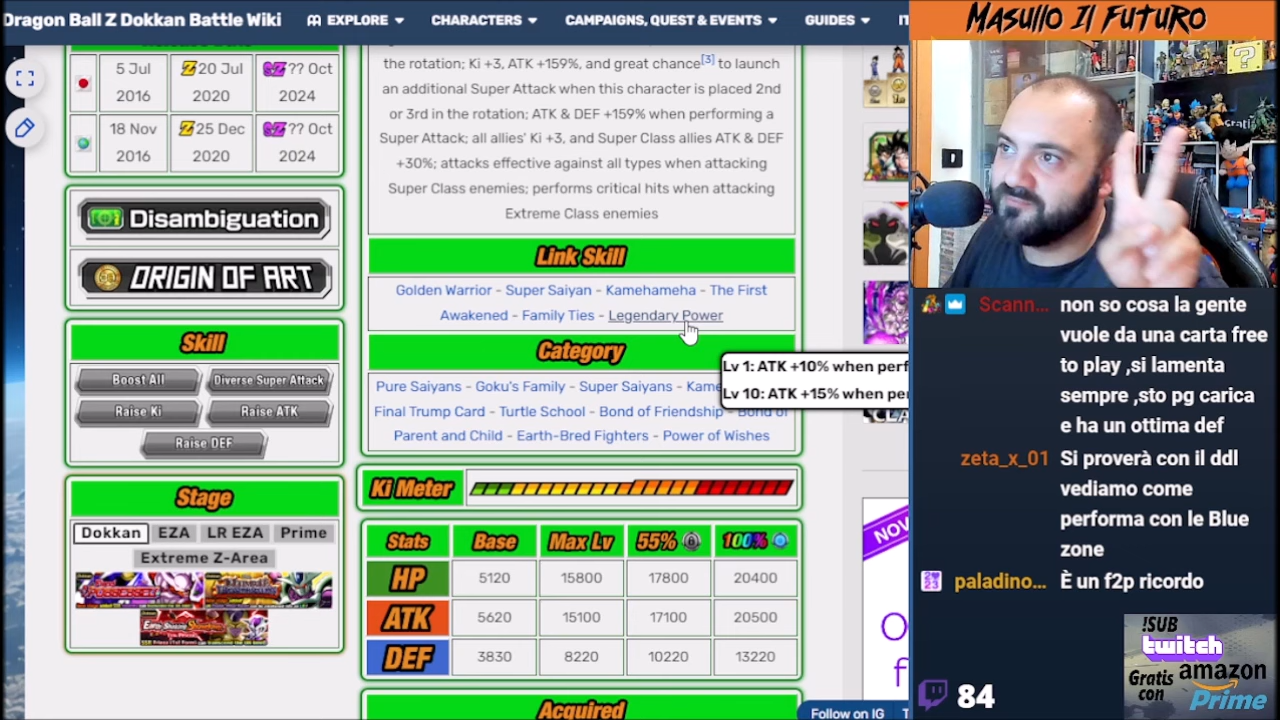 Dragon Ball Z Dokkan Battle Wiki
EXPLORE
CHARACTERS
CAMPAIGNS, QUEST & EVENTS
GUIDES
Masullo Il Futuro
5 Jul 2016
20 Jul 2020
?? Oct 2024
18 Nov 2016
25 Dec 2020
?? Oct 2024
Disambiguation
ORIGIN OF ART
Skill
Boost All
Diverse Super Attack
Raise Ki
Raise ATK
Raise DEF
Stage
Dokkan
EZA
LR EZA
Prime
Extreme Z-Area
the rotation; Ki +3, ATK +159%, and great chance[3] to launch
an additional Super Attack when this character is placed 2nd
or 3rd in the rotation; ATK & DEF +159% when performing a
Super Attack; all allies' Ki +3, and Super Class allies ATK & DEF
+30%; attacks effective against all types when attacking
Super Class enemies; performs critical hits when attacking
Extreme Class enemies
Link Skill
Golden Warrior - Super Saiyan - Kamehameha - The First
Awakened - Family Ties - Legendary Power
Category
Pure Saiyans - Goku's Family - Super Saiyans - Kame
Final Trump Card - Turtle School - Bond of Friendship - Bond of
Parent and Child - Earth-Bred Fighters - Power of Wishes
Lv 1: ATK +10% when perf
Lv 10: ATK +15% when pe
Ki Meter
Stats Base Max Lv 55% 100%
HP 5120 15800 17800 20400
ATK 5620 15100 17100 20500
DEF 3830 8220 10220 13220
Acquired
NOV
Follow on IG
Scann... non so cosa la gente
vuole da una carta free
to play ,si lamenta
sempre ,sto pg carica
e ha un ottima def
zeta_x_01 Si proverà con il ddl
vediamo come
performa con le Blue
zone
paladino... È un f2p ricordo
84
!SUB
twitch
Gratis con
amazon
Prime